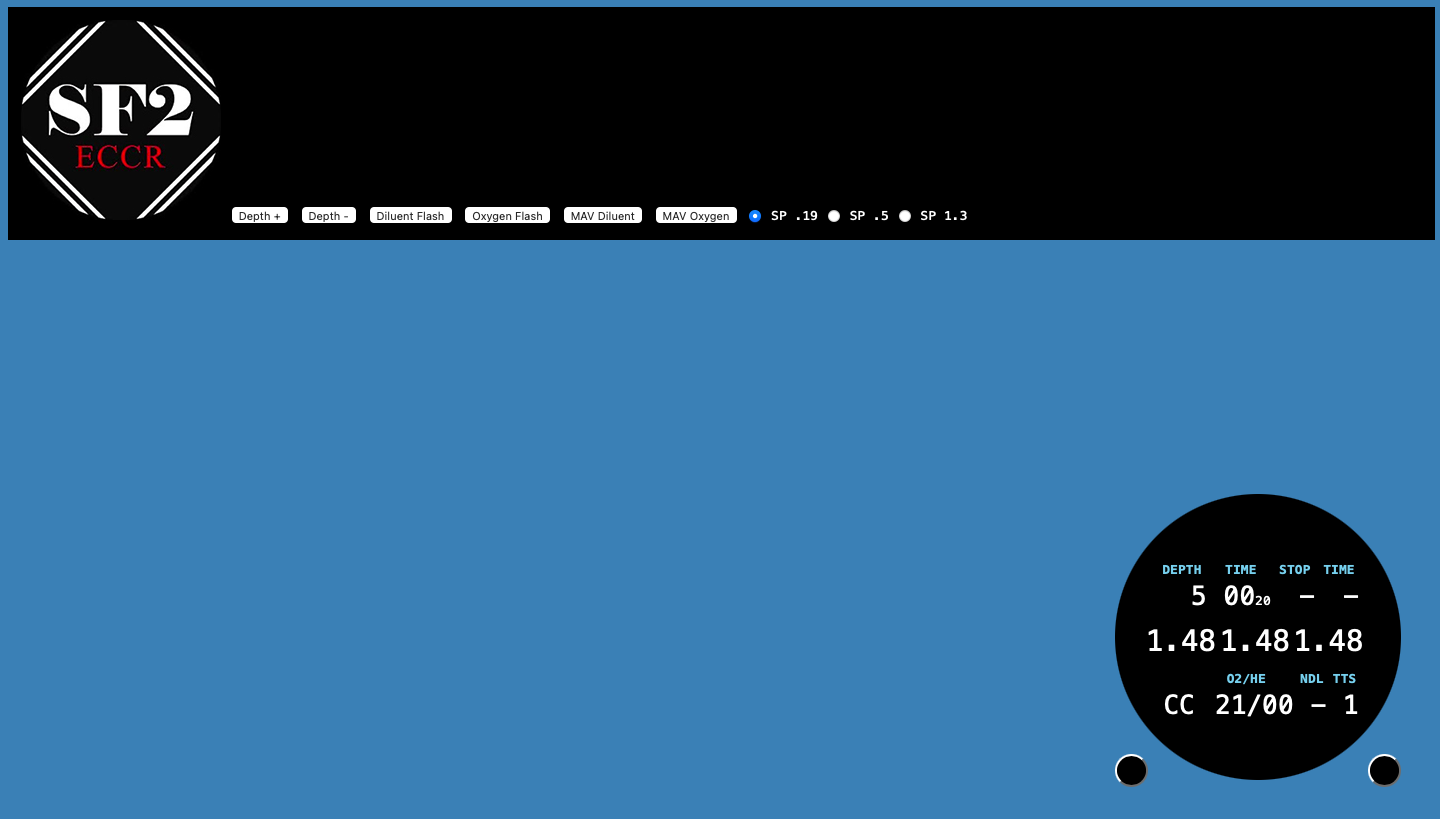 SF2
ECCR
Depth + Depth - Diluent Flash Oxygen Flash MAV Diluent MAV Oxygen SP .19 SP .5 SP 1.3
DEPTH TIME STOP TIME
5 0020 – –
1.48 1.48 1.48
O2/HE NDL TTS
CC 21/00 – 1